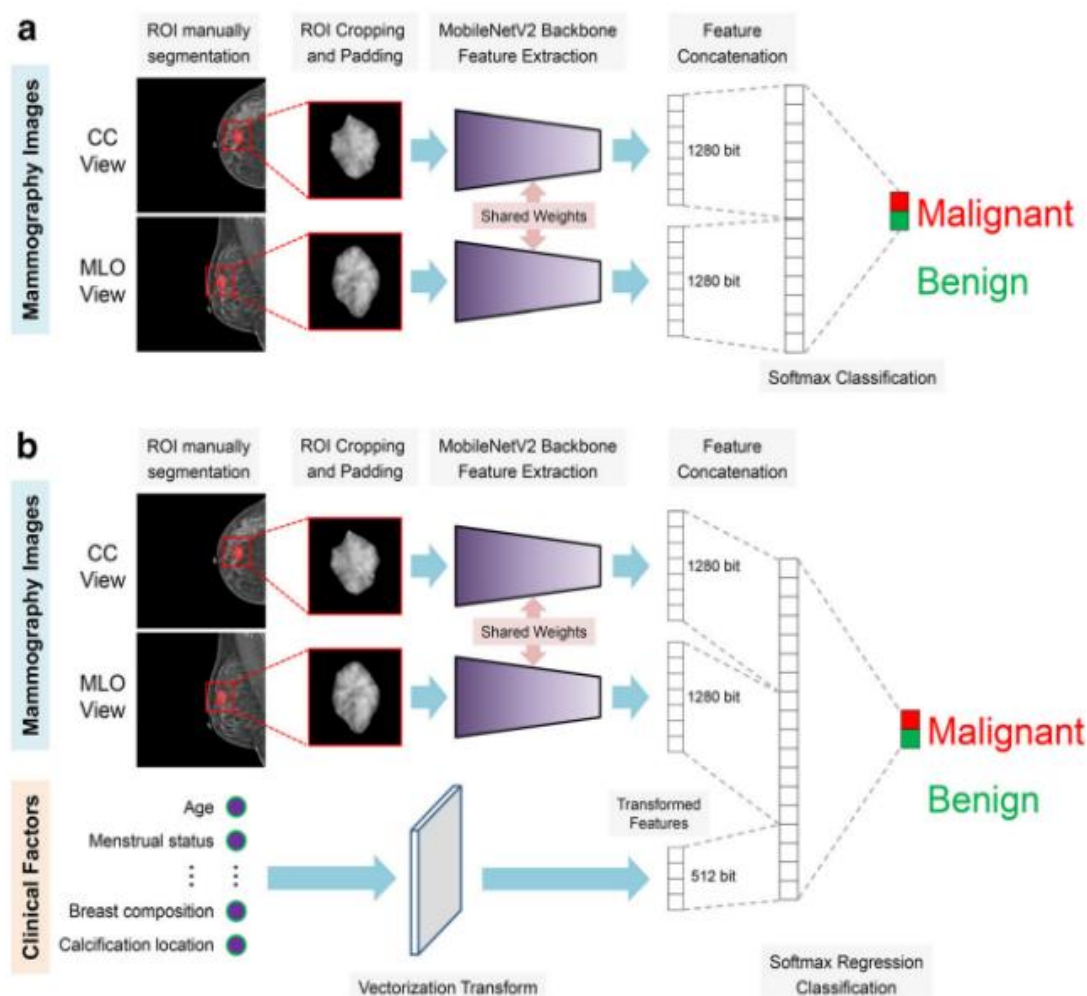 a
ROI manually
segmentation
ROI Cropping
and Padding
MobileNetV2 Backbone
Feature Extraction
Feature
Concatenation
Mammography Images
CC
View
1280 bit
Shared Weights
MLO
View
1280 bit
Malignant
Benign
Softmax Classification
b
ROI manually
segmentation
ROI Cropping
and Padding
MobileNetV2 Backbone
Feature Extraction
Feature
Concatenation
Mammography Images
CC
View
1280 bit
Shared Weights
MLO
View
1280 bit
Malignant
Benign
Clinical Factors
Age
Menstrual status
Breast composition
Calcification location
Transformed
Features
512 bit
Vectorization Transform
Softmax Regression
Classification